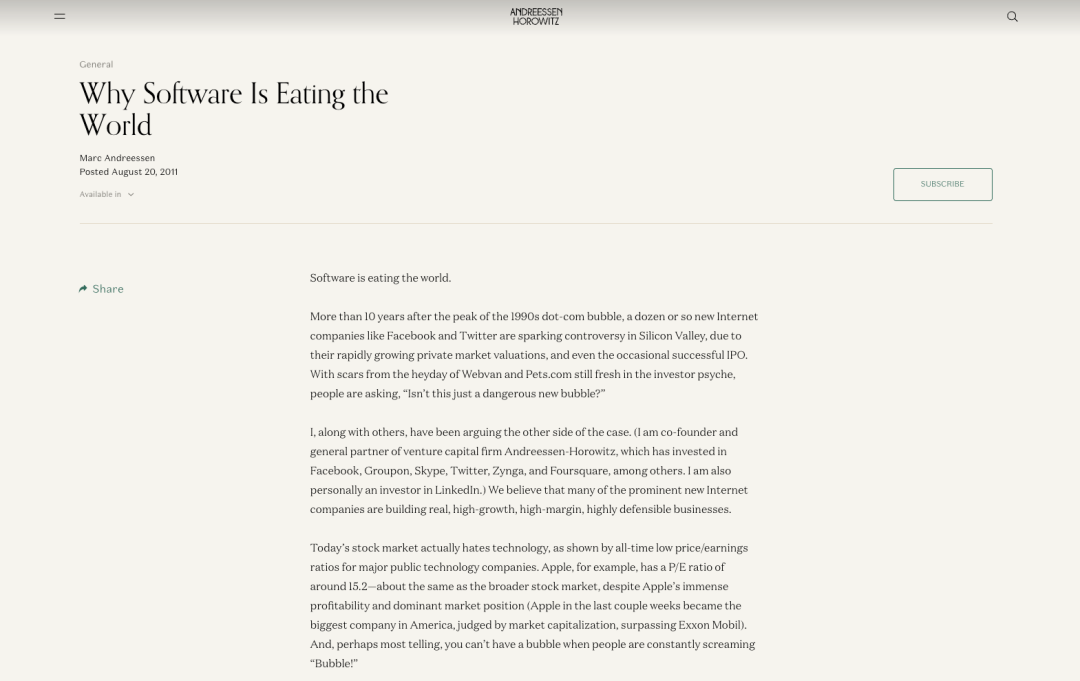 ANDREESSEN
HOROWITZ
General
Why Software Is Eating the
World
Marc Andreessen
Posted August 20, 2011
Available in
SUBSCRIBE
Share
Software is eating the world.
More than 10 years after the peak of the 1990s dot-com bubble, a dozen or so new Internet
companies like Facebook and Twitter are sparking controversy in Silicon Valley, due to
their rapidly growing private market valuations, and even the occasional successful IPO.
With scars from the heyday of Webvan and Pets.com still fresh in the investor psyche,
people are asking, “Isn’t this just a dangerous new bubble?”
I, along with others, have been arguing the other side of the case. (I am co-founder and
general partner of venture capital firm Andreessen-Horowitz, which has invested in
Facebook, Groupon, Skype, Twitter, Zynga, and Foursquare, among others. I am also
personally an investor in LinkedIn.) We believe that many of the prominent new Internet
companies are building real, high-growth, high-margin, highly defensible businesses.
Today’s stock market actually hates technology, as shown by all-time low price/earnings
ratios for major public technology companies. Apple, for example, has a P/E ratio of
around 15.2—about the same as the broader stock market, despite Apple’s immense
profitability and dominant market position (Apple in the last couple weeks became the
biggest company in America, judged by market capitalization, surpassing Exxon Mobil).
And, perhaps most telling, you can’t have a bubble when people are constantly screaming
“Bubble!”